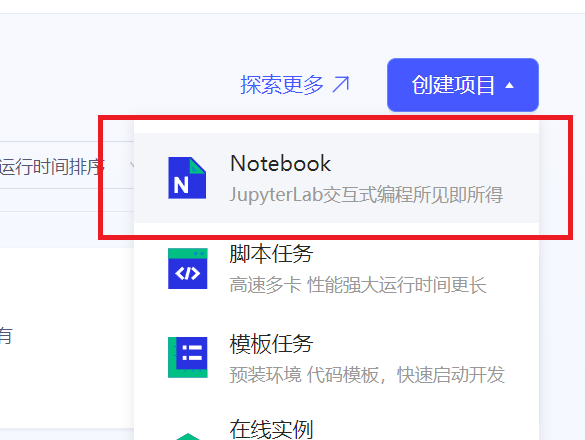 探索更多
创建项目
运行时间排序
Notebook
JupyterLab交互式编程所见即所得
脚本任务
高速多卡 性能强大运行时间更长
有
模板任务
预装环境 代码模板，快速启动开发
在线实例